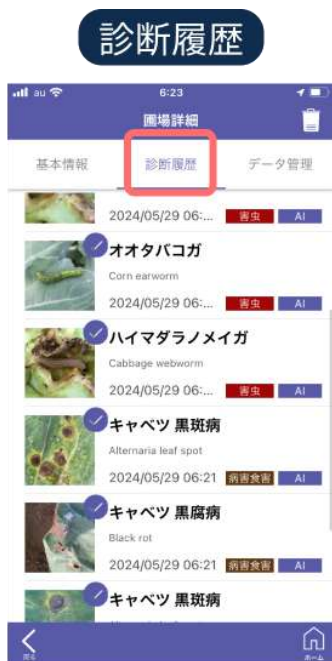 診断履歴
au 6:23
圃場詳細
基本情報 診断履歴 データ管理
2024/05/29 06:... 害虫 AI
オオタバコガ
Corn earworm
2024/05/29 06:... 害虫 AI
ハイマダラノメイガ
Cabbage webworm
2024/05/29 06:... 害虫 AI
キャベツ 黒斑病
Alternaria leaf spot
2024/05/29 06:21 病害食害 AI
キャベツ 黒腐病
Black rot
2024/05/29 06:21 病害食害 AI
キャベツ 黒斑病
戻る ホーム